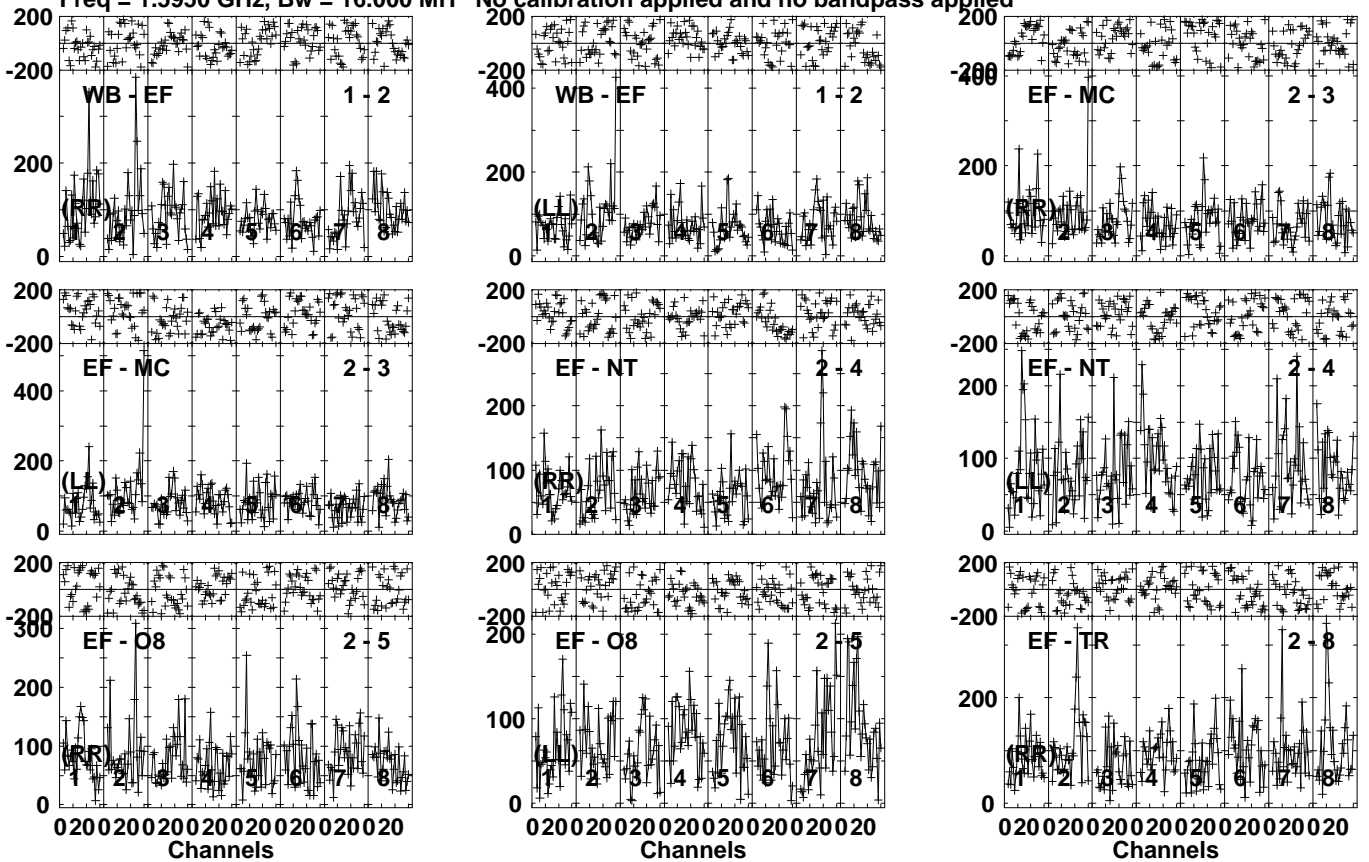 Freq = 1.5950 GHz, Bw = 16.000 MH No calibration applied and no bandpass applied
200 200 200
-200 -200 -200
WB - EF 1 - 2 400 WB - EF 1 - 2 400 EF - MC 2 - 3
200 200 200
(RR) (LL) (RR)
1 2 3 4 5 6 7 8 1 2 3 4 5 6 7 8 1 2 3 4 5 6 7 8
0 0 0
200 200 200
-200 -200 -200
EF - MC 2 - 3 EF - NT 2 - 4 EF - NT 2 - 4
400 200 200
200 100 100
(LL) (RR) (LL)
1 2 3 4 5 6 7 8 1 2 3 4 5 6 7 8 1 2 3 4 5 6 7 8
0 0 0
200 200 200
-200 -200 -200
300 EF - O8 2 - 5 200 EF - O8 2 - 5 EF - TR 2 - 8
200 100 200
100
(RR) (LL) (RR)
1 2 3 4 5 6 7 8 1 2 3 4 5 6 7 8 1 2 3 4 5 6 7 8
0 0 0
0 20 0 20 0 20 0 20 0 20 0 20 0 20 0 20 0 20 0 20 0 20 0 20 0 20 0 20 0 20 0 20 0 20 0 20 0 20 0 20 0 20 0 20 0 20 0 20
Channels Channels Channels